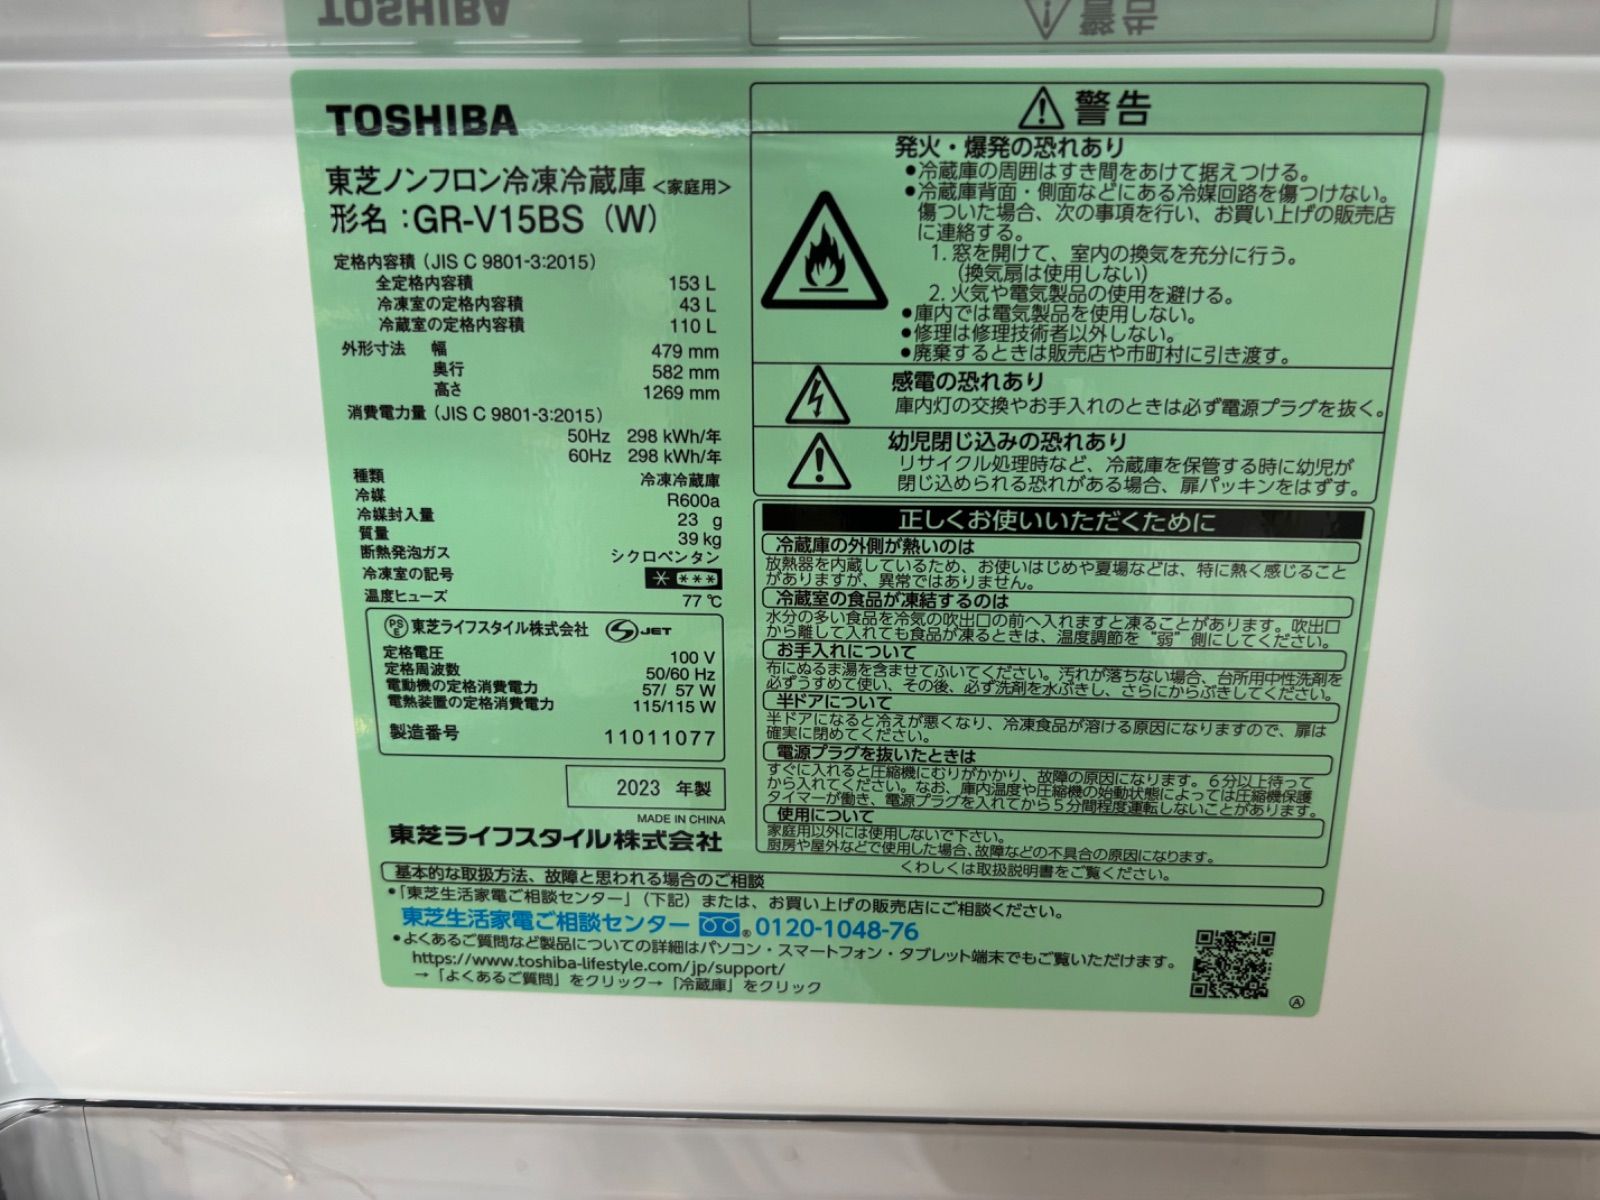 TOSHIBA
東芝ノンフロン冷凍冷蔵庫 <家庭用>
形名：GR-V15BS（W）
定格内容積（JIS C 9801-3:2015）
全定格内容積 153 L
冷凍室の定格内容積 43 L
冷蔵室の定格内容積 110 L
外形寸法 幅 479 mm
奥行 582 mm
高さ 1269 mm
消費電力量（JIS C 9801-3:2015）
50Hz 298 kWh/年
60Hz 298 kWh/年
種類 冷凍冷蔵庫
冷媒 R600a
冷媒封入量 23 g
質量 39 kg
断熱発泡ガス シクロペンタン
冷凍室の記号 * ***
温度ヒューズ 77 ℃
PSE 東芝ライフスタイル株式会社 JET
定格電圧 100 V
定格周波数 50/60 Hz
電動機の定格消費電力 57/ 57 W
電熱装置の定格消費電力 115/115 W
製造番号 11011077
2023 年製
MADE IN CHINA
東芝ライフスタイル株式会社
警告
発火・爆発の恐れあり
●冷蔵庫の周囲はすき間をあけて据えつける。
●冷蔵庫背面・側面などにある冷媒回路を傷つけない。
傷ついた場合、次の事項を行い、お買い上げの販売店
に連絡する。
1. 窓を開けて、室内の換気を充分に行う。
（換気扇は使用しない）
2. 火気や電気製品の使用を避ける。
●庫内では電気製品を使用しない。
●修理は修理技術者以外しない。
●廃棄するときは販売店や市町村に引き渡す。
感電の恐れあり
庫内灯の交換やお手入れのときは必ず電源プラグを抜く。
幼児閉じ込みの恐れあり
リサイクル処理時など、冷蔵庫を保管する時に幼児が
閉じ込められる恐れがある場合、扉パッキンをはずす。
正しくお使いいただくために
冷蔵庫の外側が熱いのは
放熱器を内蔵しているため、お使いはじめや夏場などは、特に熱く感じること
がありますが、異常ではありません。
冷蔵室の食品が凍結するのは
水分の多い食品を冷気の吹出口の前へ入れますと凍ることがあります。吹出口
から離して入れても食品が凍るときは、温度調節を“弱”側にしてください。
お手入れについて
布にぬるま湯を含ませてふいてください。汚れが落ちない場合、台所用中性洗剤を
必ずうすめて使い、その後、必ず洗剤を水ぶきし、さらにからぶきしてください。
半ドアについて
半ドアになると冷えが悪くなり、冷凍食品が溶ける原因になりますので、扉は
確実に閉めてください。
電源プラグを抜いたときは
すぐに入れると圧縮機にむりがかかり、故障の原因になります。6分以上待って
から入れてください。なお、庫内温度や圧縮機の始動状態によっては圧縮機保護
タイマーが働き、電源プラグを入れてから5分間程度運転しないことがあります。
使用について
家庭用以外には使用しないで下さい。
厨房や屋外などで使用した場合、故障などの不具合の原因になります。
くわしくは取扱説明書をご覧ください。
基本的な取扱方法、故障と思われる場合のご相談
●「東芝生活家電ご相談センター」（下記）または、お買い上げの販売店にご相談ください。
東芝生活家電ご相談センター ® 0120-1048-76
●よくあるご質問など製品についての詳細はパソコン・スマートフォン・タブレット端末でもご覧いただけます。
https://www.toshiba-lifestyle.com/jp/support/
→「よくあるご質問」をクリック→「冷蔵庫」をクリック
Ⓐ